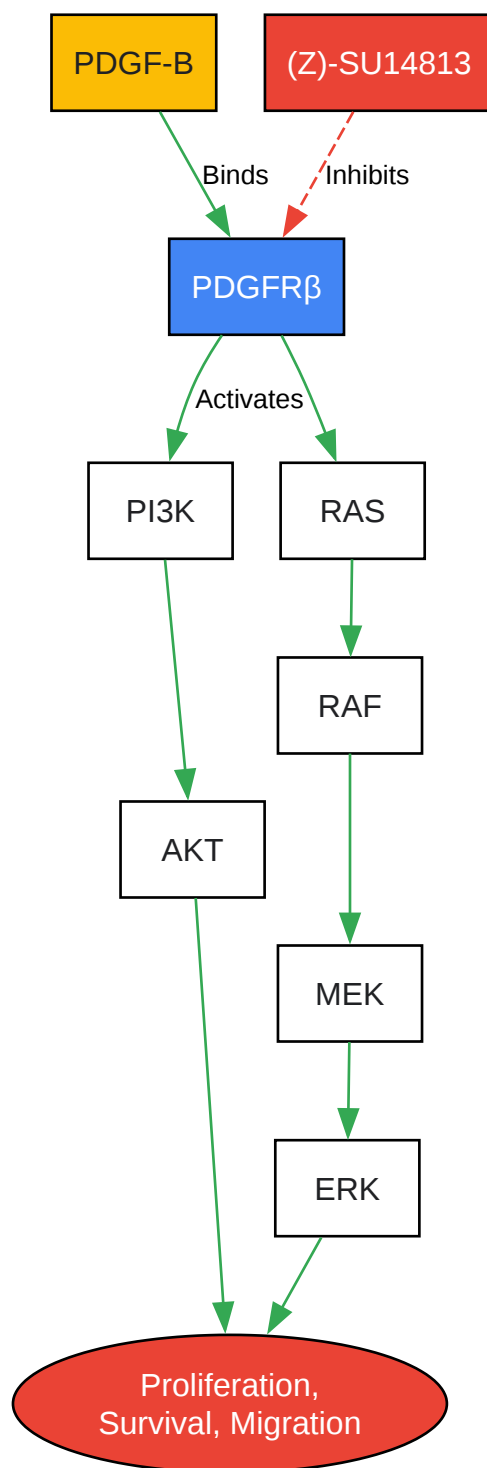 PDGF-B
(Z)-SU14813
Binds
Inhibits
PDGFRβ
Activates
PI3K
RAS
RAF
AKT
MEK
ERK
Proliferation,
Survival, Migration